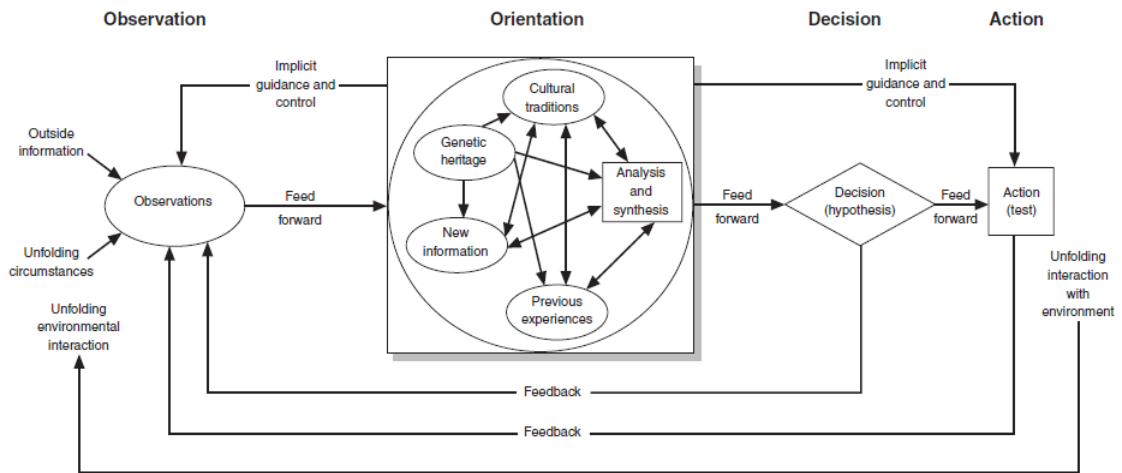 Observation
Orientation
Decision
Action
Implicit
guidance and
control
Outside
information
Observations
Unfolding
circumstances
Unfolding
environmental
interaction
Feed
forward
Cultural
traditions
Genetic
heritage
New
information
Analysis
and
synthesis
Previous
experiences
Feed
forward
Decision
(hypothesis)
Feed
forward
Implicit
guidance and
control
Action
(test)
Unfolding
interaction
with
environment
Feedback
Feedback